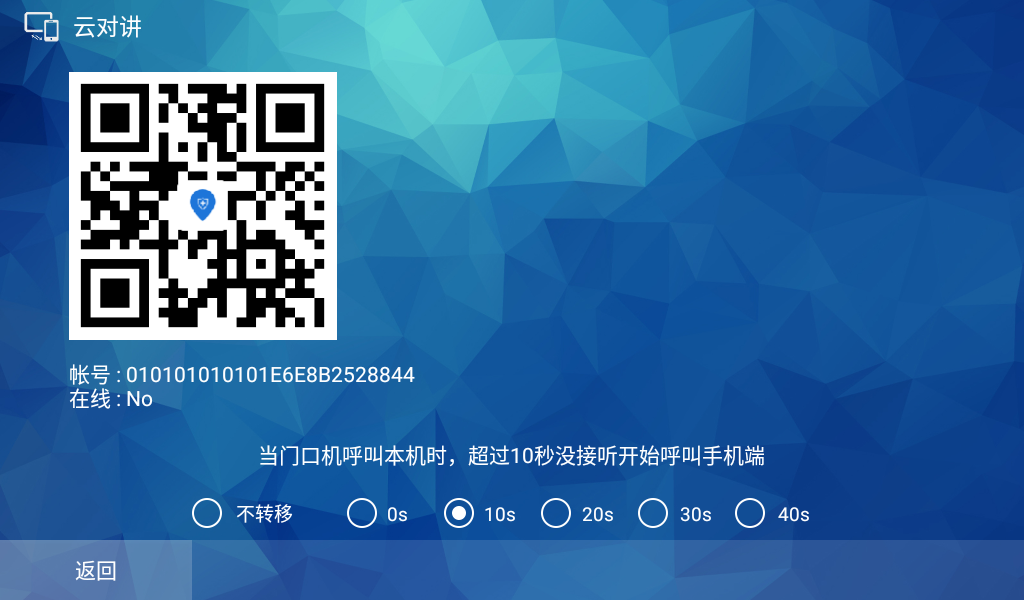 云对讲
帐号 : 010101010101E6E8B2528844
在线 : No
当门口机呼叫本机时，超过10秒没接听开始呼叫手机端
不转移 0s 10s 20s 30s 40s
返回